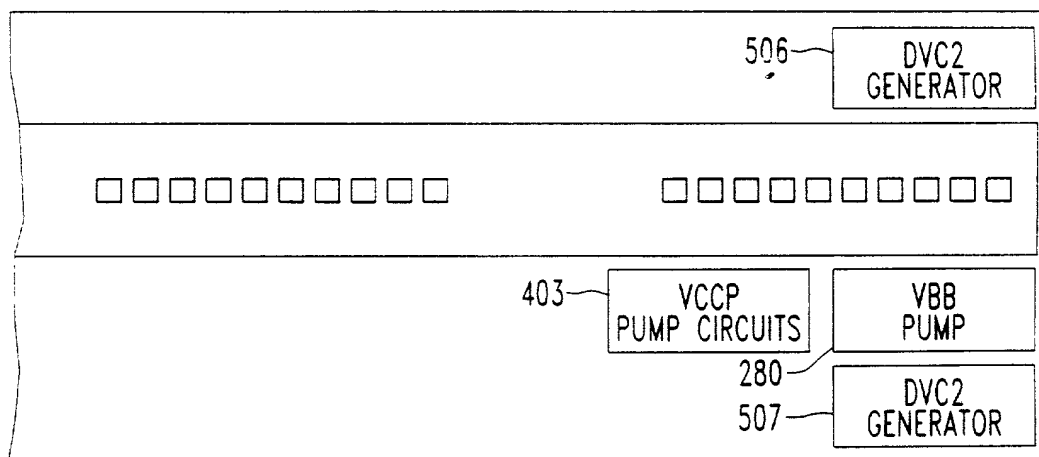 506
DVC2
GENERATOR
403
VCCP
PUMP CIRCUITS
VBB
PUMP
280
507
DVC2
GENERATOR